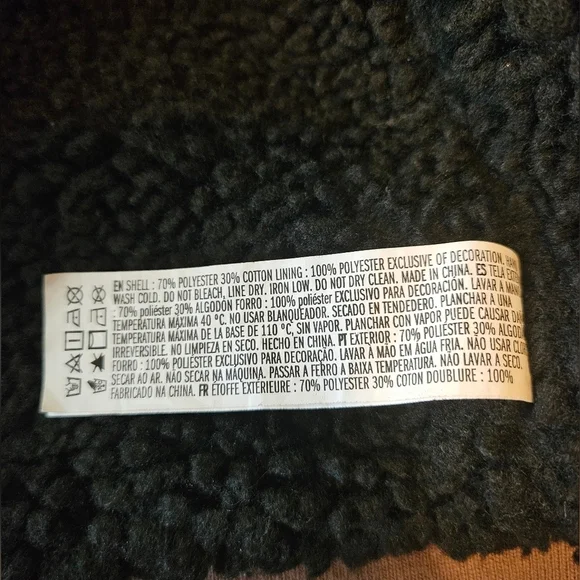 EN SHELL : 70% POLYESTER 30% COTTON LINING : 100% POLYESTER EXCLUSIVE OF DECORATION. HAND
WASH COLD. DO NOT BLEACH, LINE DRY. IRON LOW. DO NOT DRY CLEAN. MADE IN CHINA. ES TELA
: 70% poliéster 30% ALGODON FORRO : 100% poliéster EXCLUSIVO PARA DECORACIÓN. LAVAR A
TEMPERATURA MÁXIMA 40 °C. NO USAR BLANQUEADOR. SECADO EN TENDEDERO. PLANCHAR A UNA
TEMPERATURA MÁXIMA DE LA BASE DE 110 °C, SIN VAPOR. PLANCHAR CON VAPOR PUEDE CAUSAR
IRREVERSIBLE. NO LIMPIEZA EN SECO. HECHO EN CHINA. PT EXTERIOR : 70% POLIÉSTER 30%
FORRO : 100% POLIÉSTER EXCLUSIVO PARA DECORAÇÃO. LAVAR À MÃO EM ÁGUA FRIA. NÃO USAR
SECAR AO AR. NÃO SECAR NA MÁQUINA. PASSAR A FERRO A BAIXA TEMPERATURA. NÃO LAVAR A SECO.
FABRICADO NA CHINA. FR ÉTOFFE EXTÉRIEURE : 70% POLYESTER 30% COTON DOUBLURE : 100%